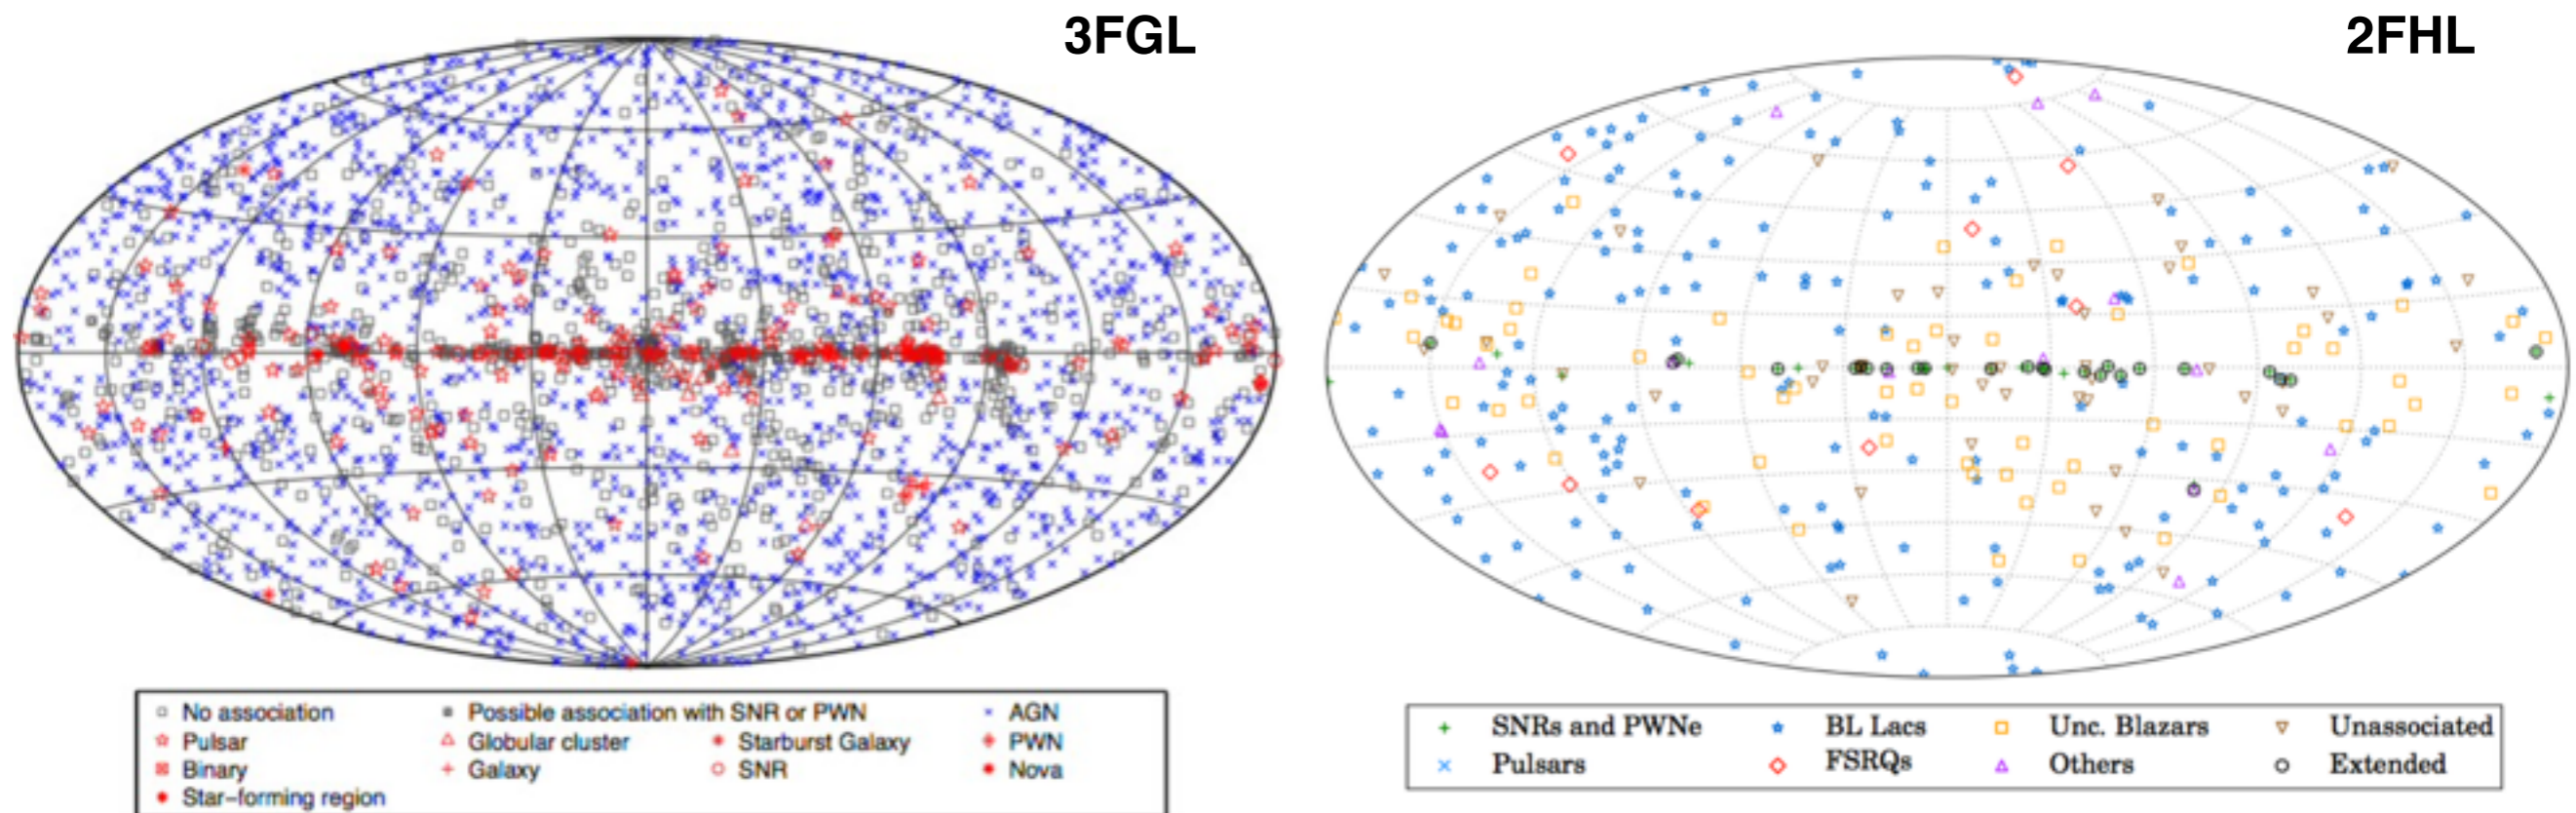 3FGL
2FHL
No association
Possible association with SNR or PWN
AGN
Pulsar
Globular cluster
Starburst Galaxy
PWN
Binary
Galaxy
SNR
Nova
Star–forming region
SNRs and PWNe
BL Lacs
Unc. Blazars
Unassociated
Pulsars
FSRQs
Others
Extended